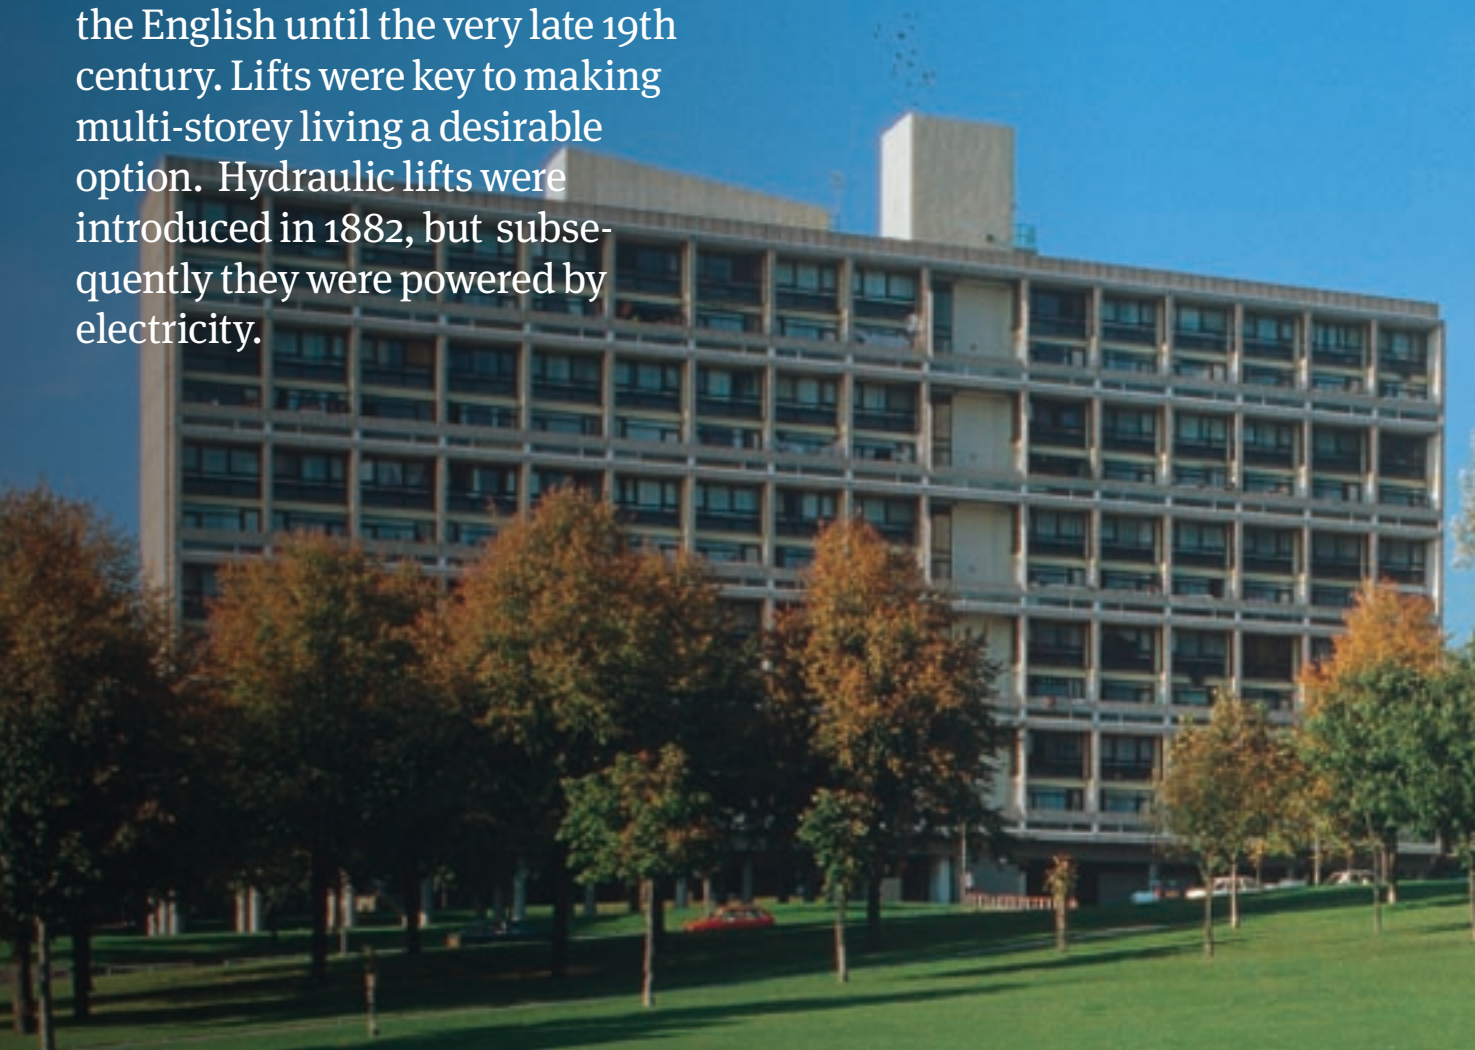 the English until the very late 19th
century. Lifts were key to making
multi-storey living a desirable
option.  Hydraulic lifts were
introduced in 1882, but  subse-
quently they were powered by
electricity.